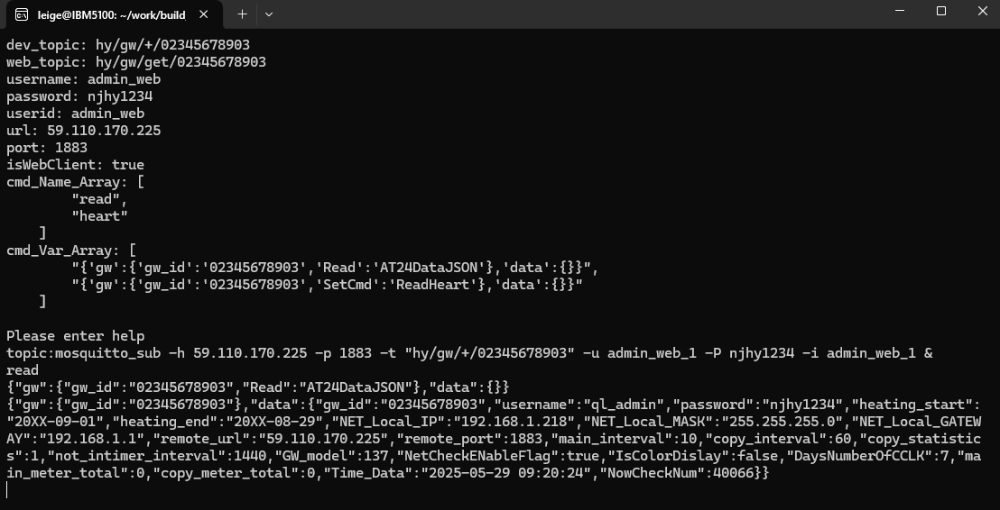 leige@IBM5100: ~/work/build_
dev_topic: hy/gw/+/02345678903
web_topic: hy/gw/get/02345678903
username: admin_web
password: njhy1234
userid: admin_web
url: 59.110.170.225
port: 1883
isWebClient: true
cmd_Name_Array: [
        "read",
        "heart"
    ]
cmd_Var_Array: [
        "{'gw':{'gw_id':'02345678903','Read':'AT24DataJSON'},'data':{}}",
        "{'gw':{'gw_id':'02345678903','SetCmd':'ReadHeart'},'data':{}}"
    ]
Please enter help
topic:mosquitto_sub -h 59.110.170.225 -p 1883 -t "hy/gw/+/02345678903" -u admin_web_1 -P njhy1234 -i admin_web_1 &
read
{"gw":{"gw_id":"02345678903","Read":"AT24DataJSON"},"data":{}}
{"gw":{"gw_id":"02345678903"},"data":{"gw_id":"02345678903","username":"ql_admin","password":"njhy1234","heating_start":
"20XX-09-01","heating_end":"20XX-08-29","NET_Local_IP":"192.168.1.218","NET_Local_MASK":"255.255.255.0","NET_Local_GATEW
AY":"192.168.1.1","remote_url":"59.110.170.225","remote_port":1883,"main_interval":10,"copy_interval":60,"copy_statistic
s":1,"not_intimer_interval":1440,"GW_model":137,"NetCheckENableFlag":true,"IsColorDislay":false,"DaysNumberOfCCLK":7,"ma
in_meter_total":0,"copy_meter_total":0,"Time_Data":"2025-05-29 09:20:24","NowCheckNum":40066}}